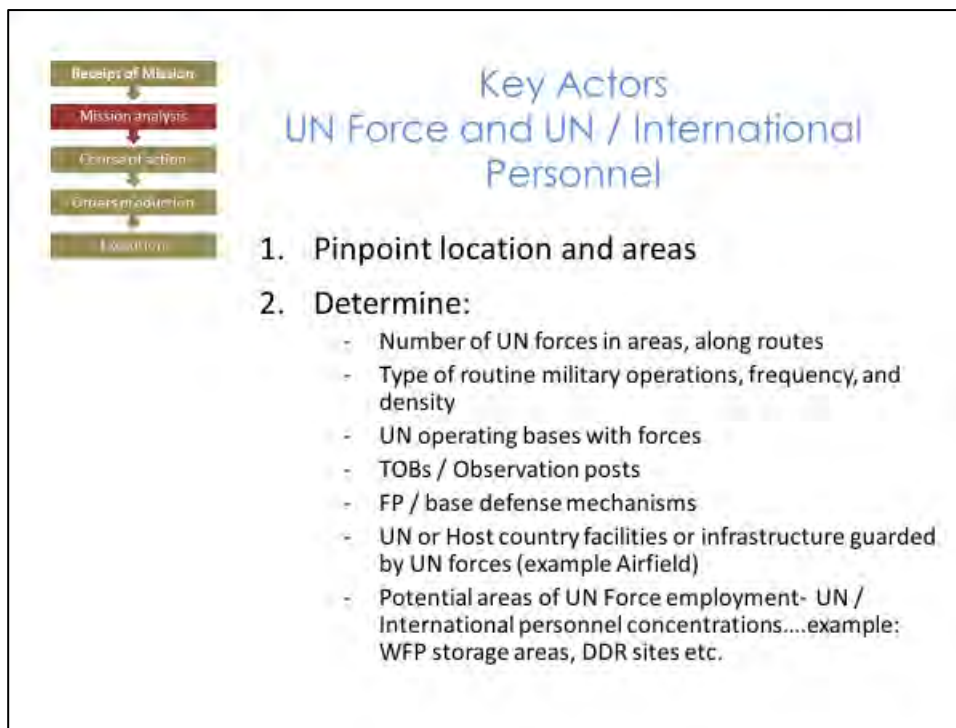 Receipt of Mission
Mission analysis
Course of action
Orders production
Execution
Key Actors
UN Force and UN / International
Personnel
1. Pinpoint location and areas
2. Determine:
- Number of UN forces in areas, along routes
- Type of routine military operations, frequency, and
density
- UN operating bases with forces
- TOBs / Observation posts
- FP / base defense mechanisms
- UN or Host country facilities or infrastructure guarded
by UN forces (example Airfield)
- Potential areas of UN Force employment- UN /
International personnel concentrations....example:
WFP storage areas, DDR sites etc.